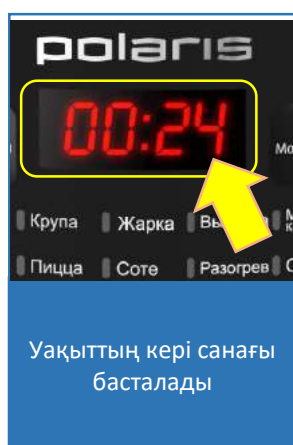 polaris
00:24
Крупа Жарка
Пицца Соте Разогрев
Уақыттың кері санағы
басталады